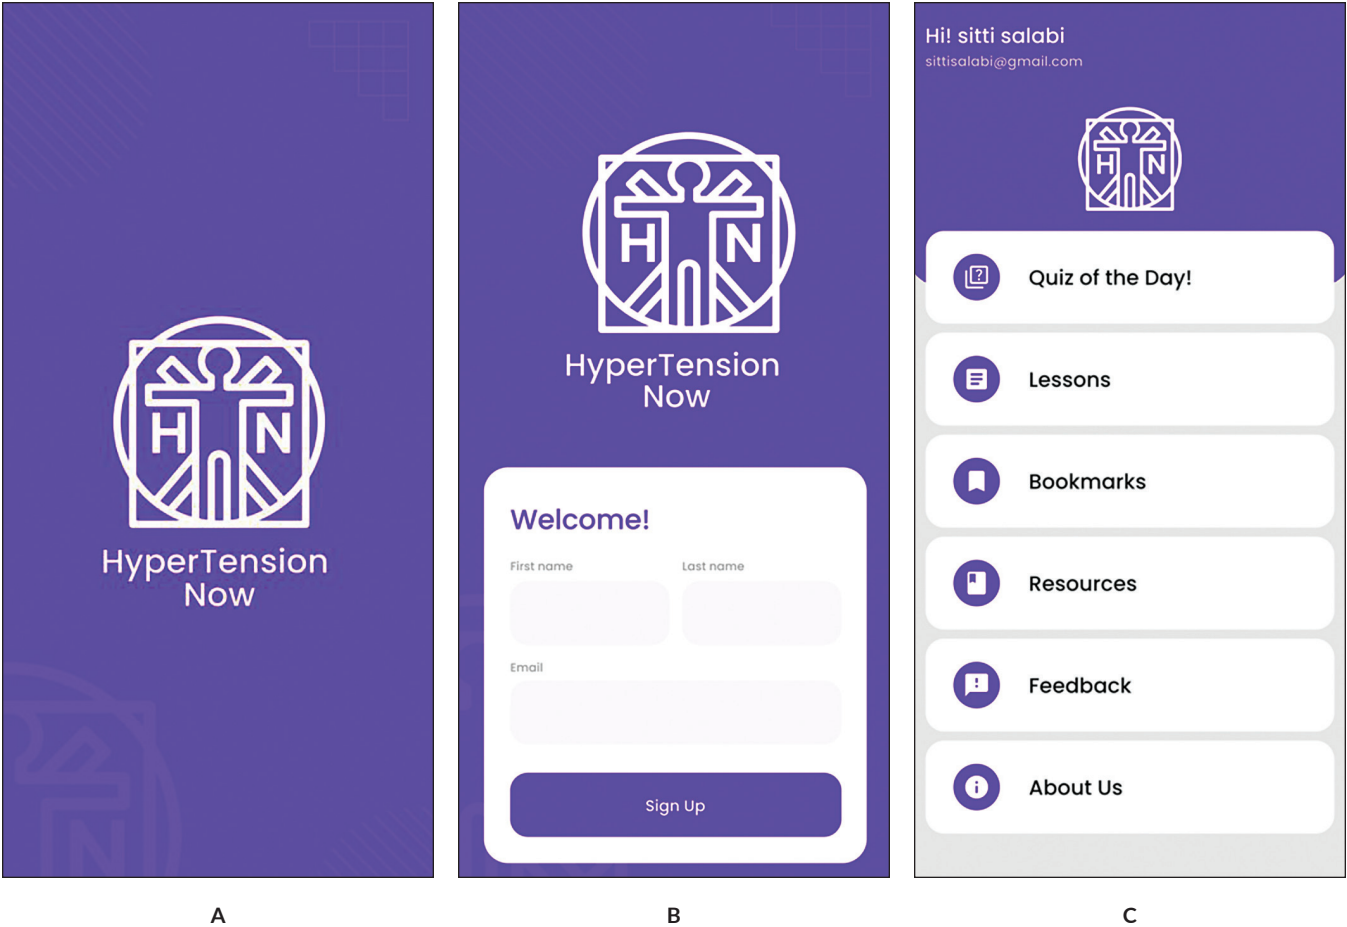 H N
HyperTension
Now
A
H N
HyperTension
Now
Welcome!
First name Last name
Email
Sign Up
B
Hi! sitti salabi
sittisalabi@gmail.com
H N
Quiz of the Day!
Lessons
Bookmarks
Resources
Feedback
About Us
C